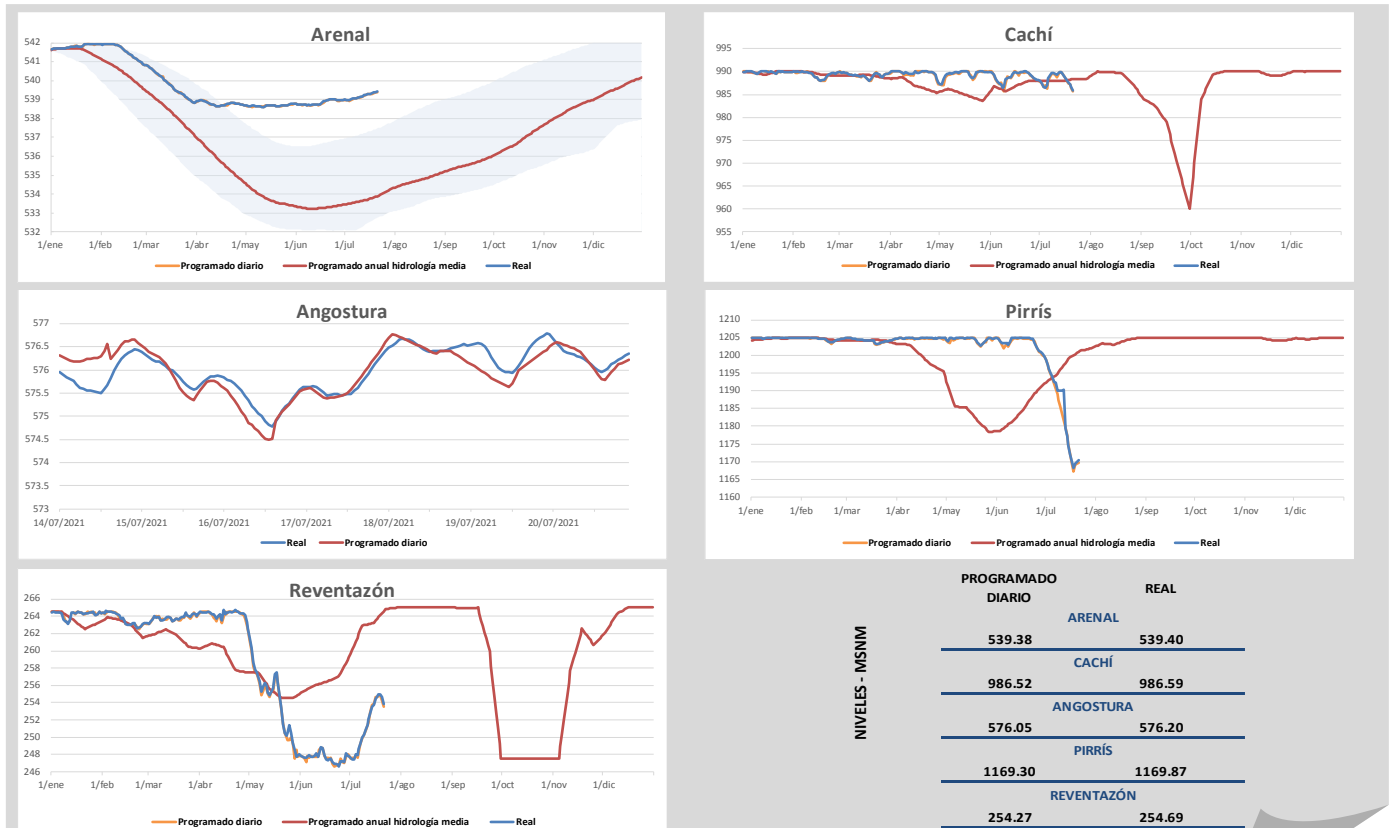 Arenal
542
541
540
539
537
536
535
534
533
532
1/ene 1/feb 1/mar 1/abr 1/may 1/jun 1/jul 1/ago 1/sep 1/oct 1/nov 1/dic
Programado diario Programado anual hidrología media Real
Cachí
995
990
985
980
975
970
965
960
955
1/ene 1/feb 1/mar 1/abr 1/may 1/jun 1/jul 1/ago 1/sep 1/oct 1/nov 1/dic
Programado diario Programado anual hidrología media Real
Angostura
577
576.5
576
575.5
575
574.5
574
573.5
573
14/07/2021 15/07/2021 16/07/2021 17/07/2021 18/07/2021 19/07/2021 20/07/2021
Real Programado diario
Pirrís
1210
1205
1200
1195
1190
1185
1180
1175
1170
1165
1160
1/ene 1/feb 1/mar 1/abr 1/may 1/jun 1/jul 1/ago 1/sep 1/oct 1/nov 1/dic
Programado diario Programado anual hidrología media Real
Reventazón
266
264
262
260
258
256
254
252
250
248
246
1/ene 1/feb 1/mar 1/abr 1/may 1/jun 1/jul 1/ago 1/sep 1/oct 1/nov 1/dic
Programado diario Programado anual hidrología media Real
NIVELES - MSNM
PROGRAMADO
DIARIO
REAL
ARENAL
539.38 539.40
CACHÍ
986.52 986.59
ANGOSTURA
576.05 576.20
PIRRÍS
1169.30 1169.87
REVENTAZÓN
254.27 254.69